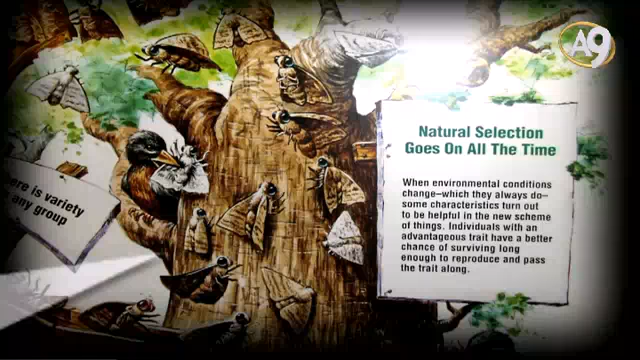 A9
Natural Selection
Goes On All The Time
When environmental conditions
change—which they always do—
some characteristics turn out
to be helpful in the new scheme
of things. Individuals with an
advantageous trait have a better
chance of surviving long
enough to reproduce and pass
the trait along.
ere is variety
any group